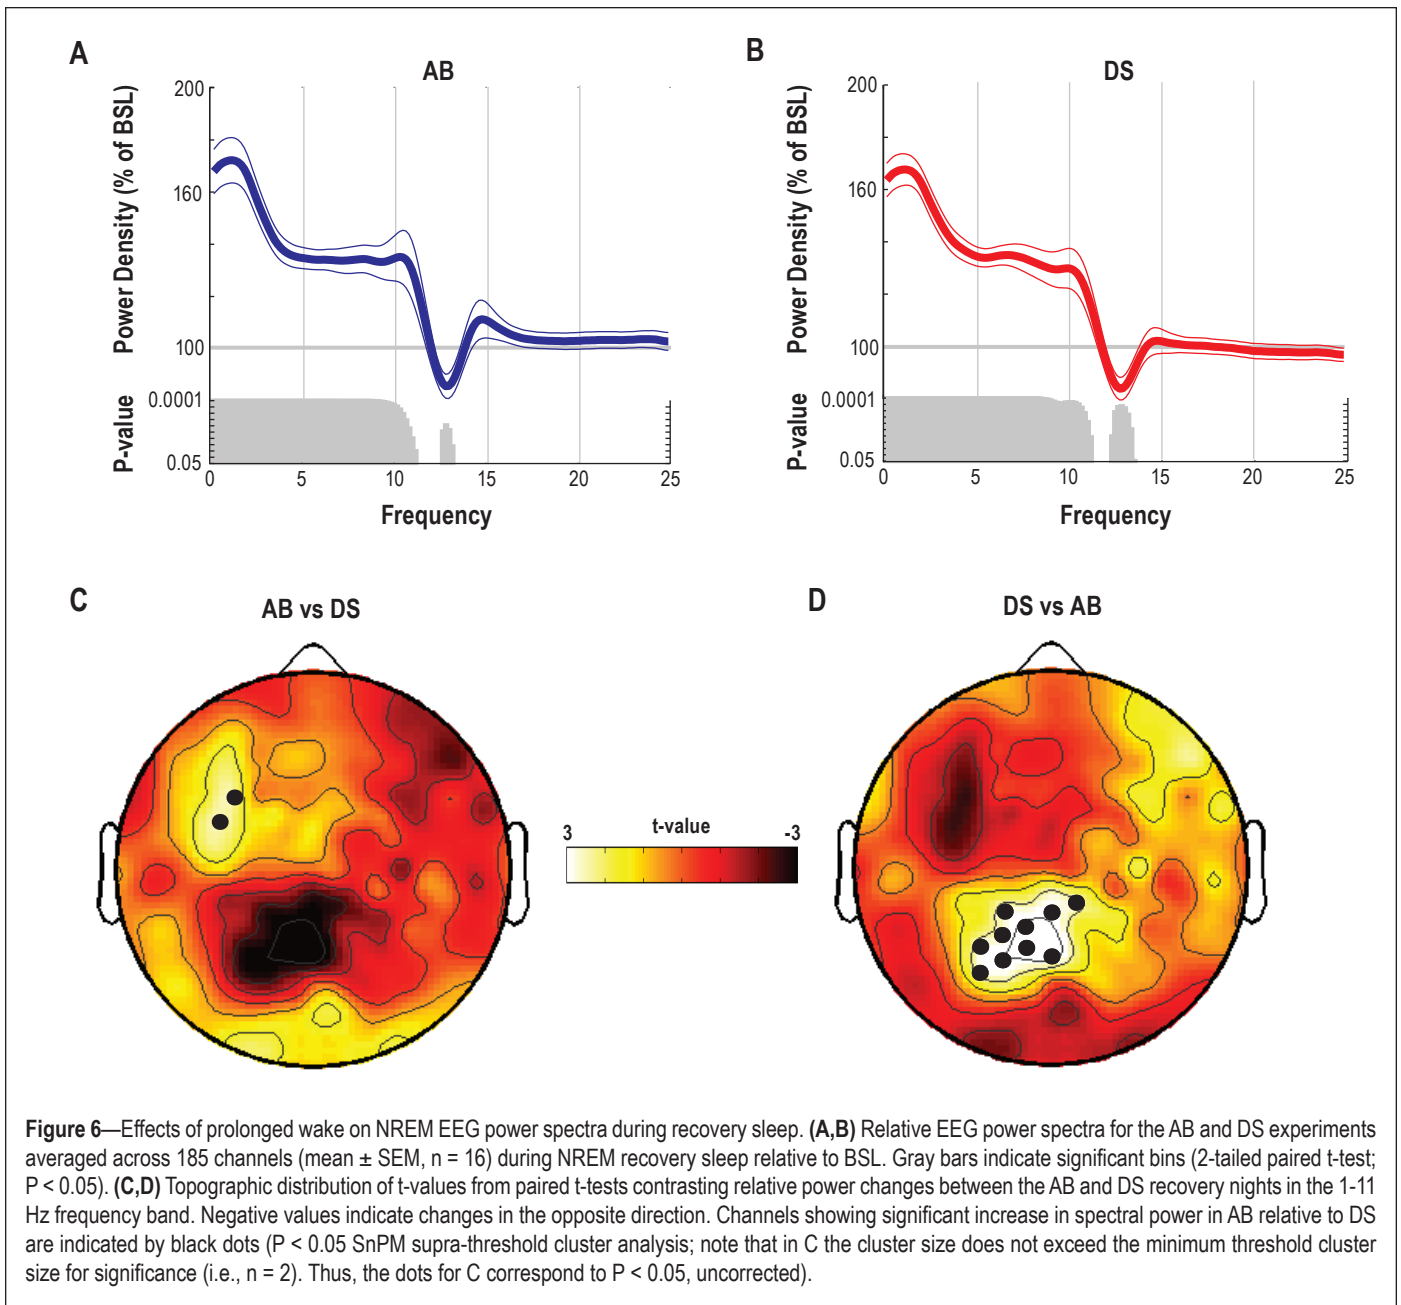 A
AB
Power Density (% of BSL)
200
160
100
P-value
0.0001
0.05
0 5 10 15 20 25
Frequency
B
DS
Power Density (% of BSL)
200
160
100
P-value
0.0001
0.05
0 5 10 15 20 25
Frequency
C
AB vs DS
3 t-value -3
D
DS vs AB
Figure 6—Effects of prolonged wake on NREM EEG power spectra during recovery sleep. (A,B) Relative EEG power spectra for the AB and DS experiments
averaged across 185 channels (mean ± SEM, n = 16) during NREM recovery sleep relative to BSL. Gray bars indicate significant bins (2-tailed paired t-test;
P < 0.05). (C,D) Topographic distribution of t-values from paired t-tests contrasting relative power changes between the AB and DS recovery nights in the 1-11
Hz frequency band. Negative values indicate changes in the opposite direction. Channels showing significant increase in spectral power in AB relative to DS
are indicated by black dots (P < 0.05 SnPM supra-threshold cluster analysis; note that in C the cluster size does not exceed the minimum threshold cluster
size for significance (i.e., n = 2). Thus, the dots for C correspond to P < 0.05, uncorrected).